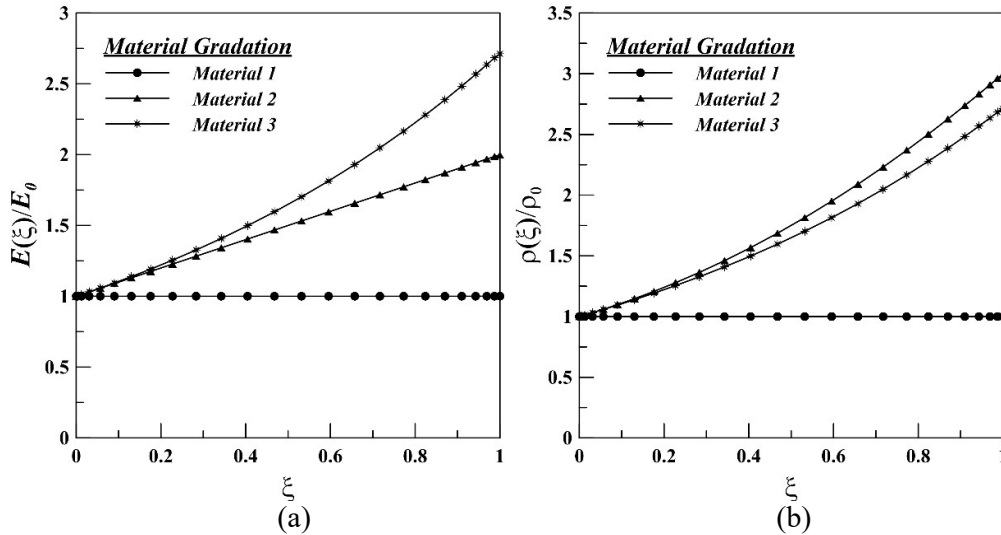 3
2.5
2
1.5
1
0.5
0
E(ξ)/E₀
Material Gradation
Material 1
Material 2
Material 3
0 0.2 0.4 0.6 0.8 1
ξ
(a)
3.5
3
2.5
2
1.5
1
0.5
0
ρ(ξ)/ρ₀
Material Gradation
Material 1
Material 2
Material 3
0 0.2 0.4 0.6 0.8 1
ξ
(b)